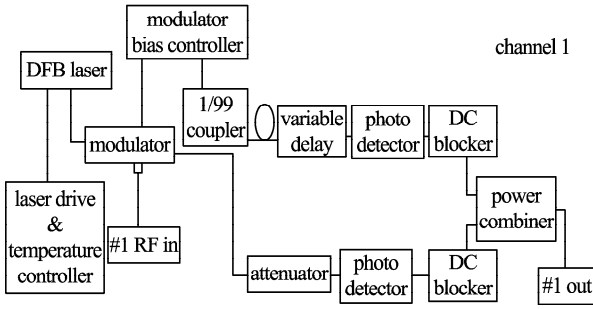 modulator
bias controller
channel 1
DFB laser
1/99
coupler
variable
delay
photo
detector
DC
blocker
modulator
laser drive
&
temperature
controller
#1 RF in
power
combiner
attenuator
photo
detector
DC
blocker
#1 out